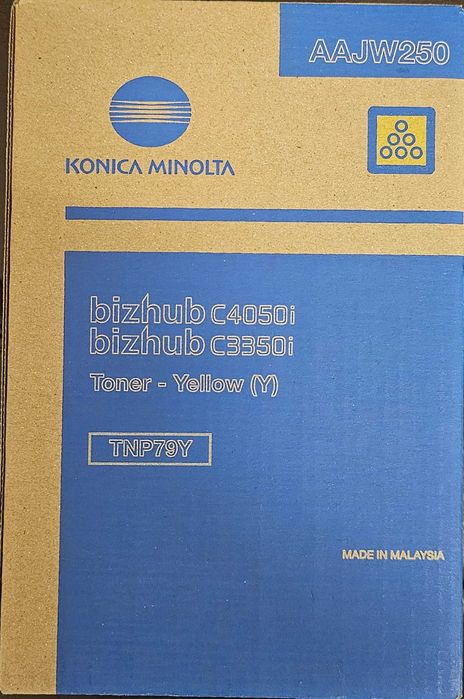 AAJW250
KONICA MINOLTA
bizhub C4050i
bizhub C3350i
Toner - Yellow (Y)
TNP79Y
MADE IN MALAYSIA